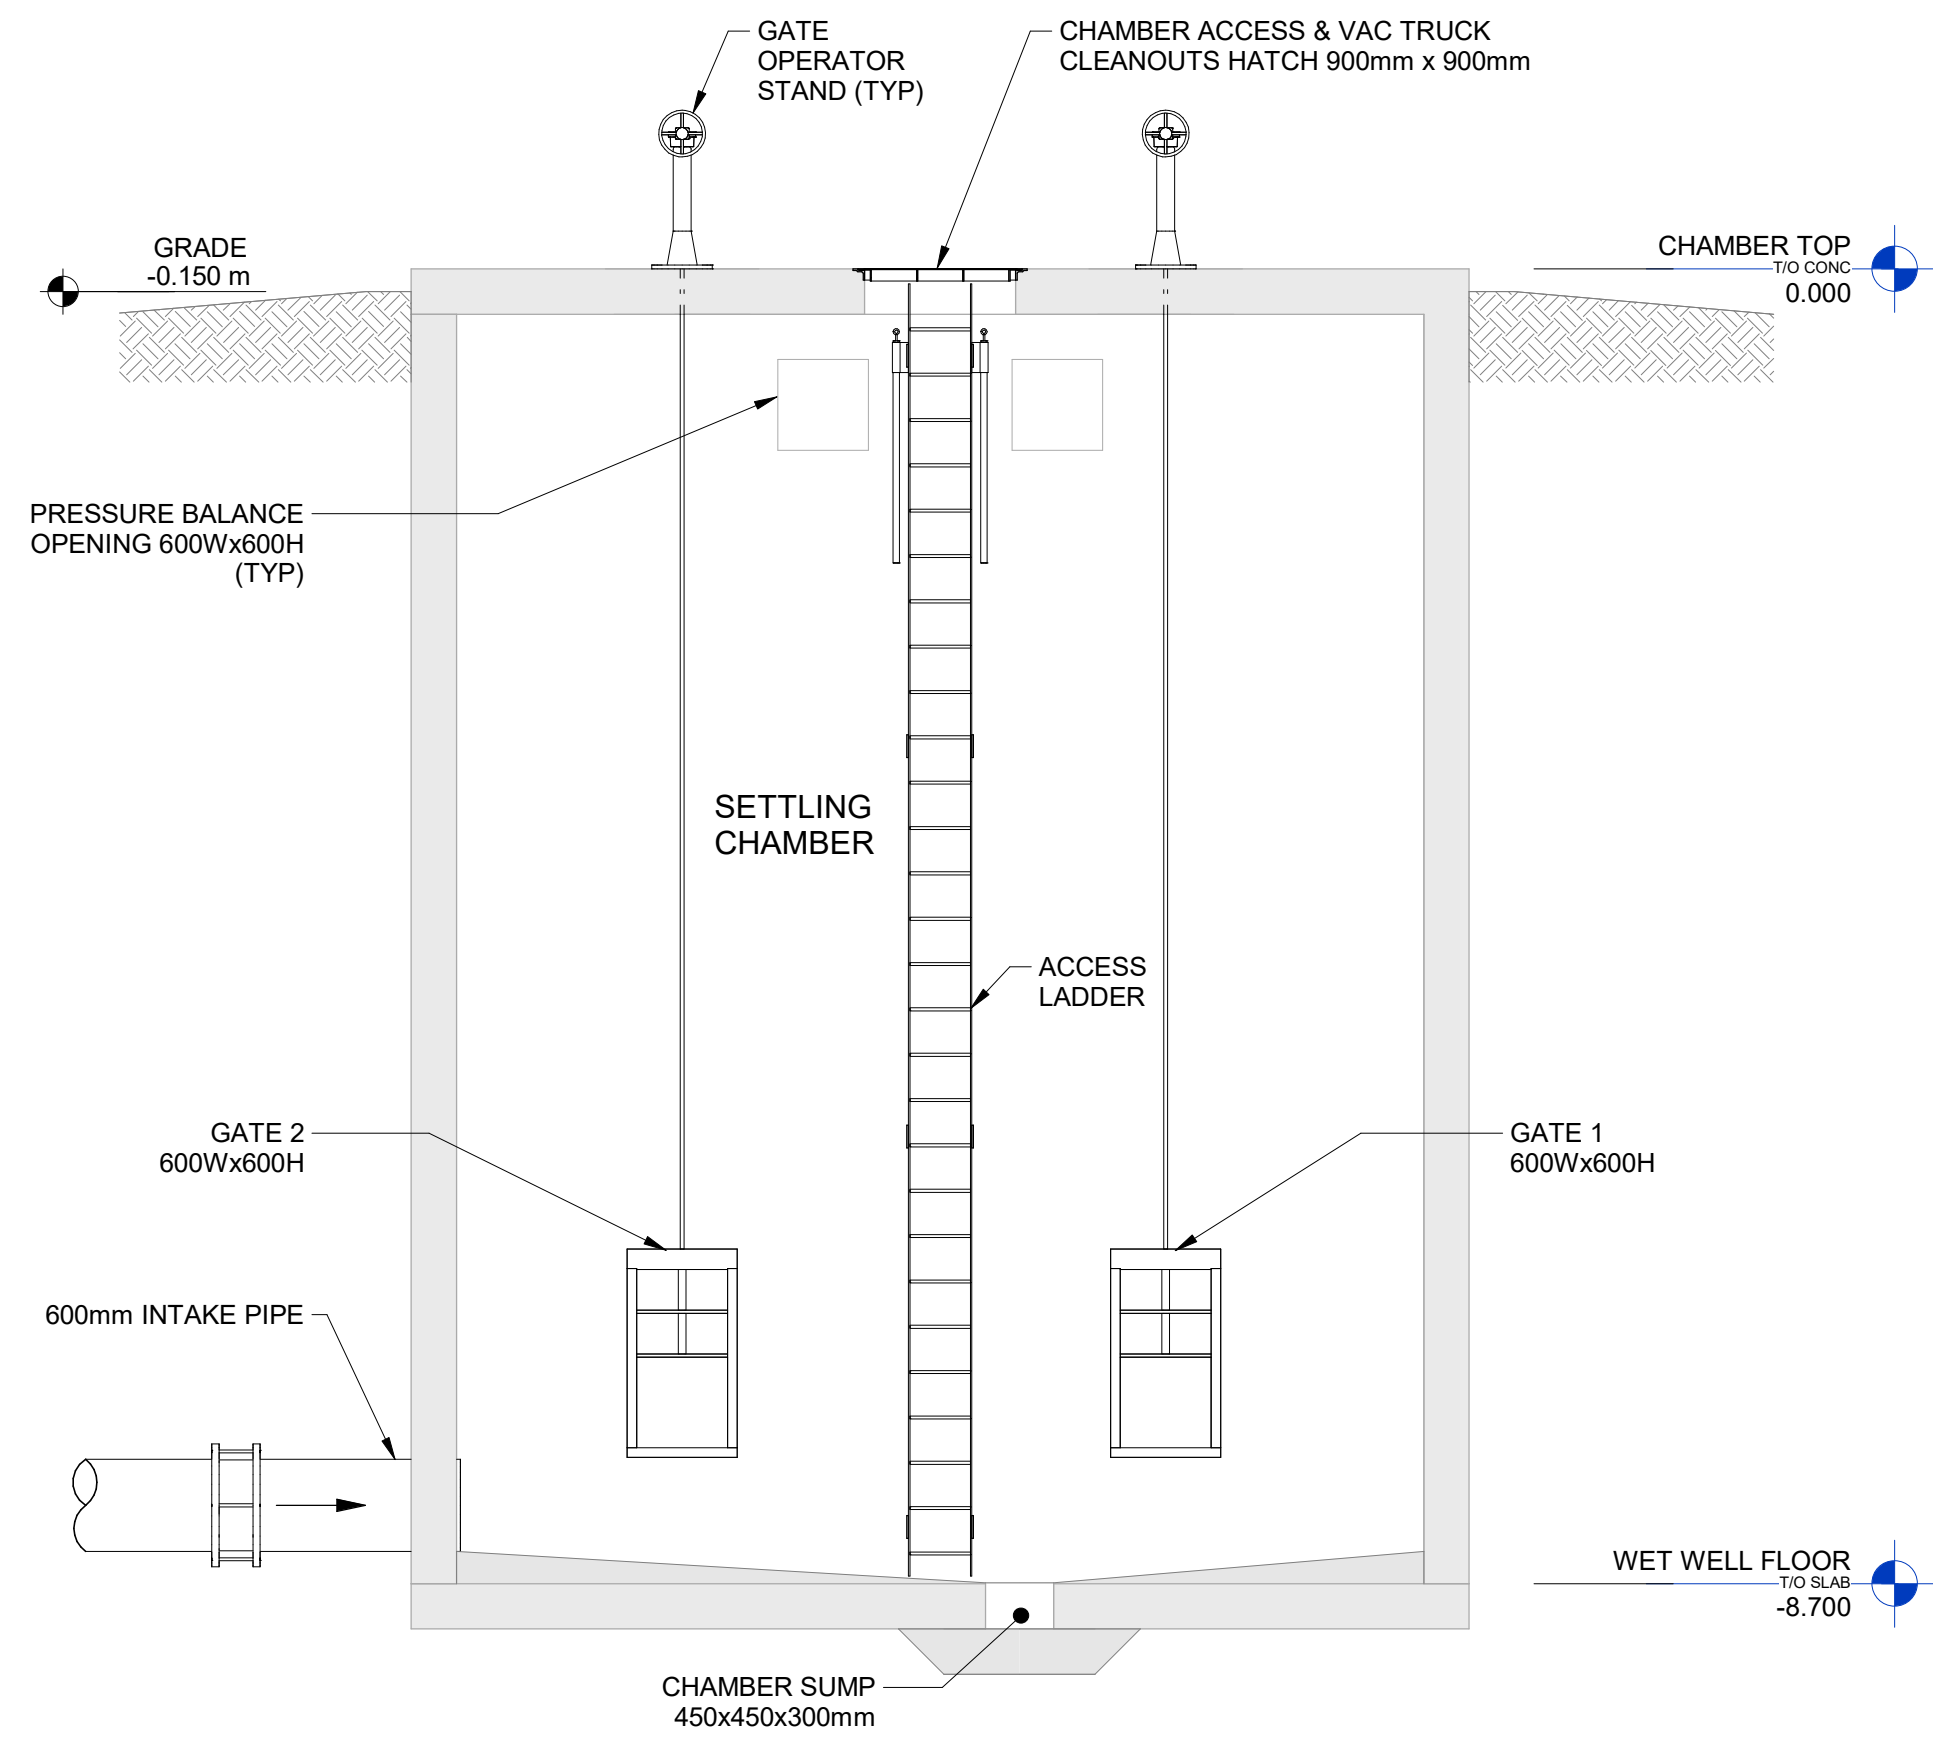 GATE
OPERATOR
STAND (TYP)
CHAMBER ACCESS & VAC TRUCK
CLEANOUTS HATCH 900mm x 900mm
GRADE
-0.150 m
CHAMBER TOP
T/O CONC
0.000
PRESSURE BALANCE
OPENING 600Wx600H
(TYP)
SETTLING
CHAMBER
ACCESS
LADDER
GATE 2
600Wx600H
GATE 1
600Wx600H
600mm INTAKE PIPE
WET WELL FLOOR
T/O SLAB
-8.700
CHAMBER SUMP
450x450x300mm